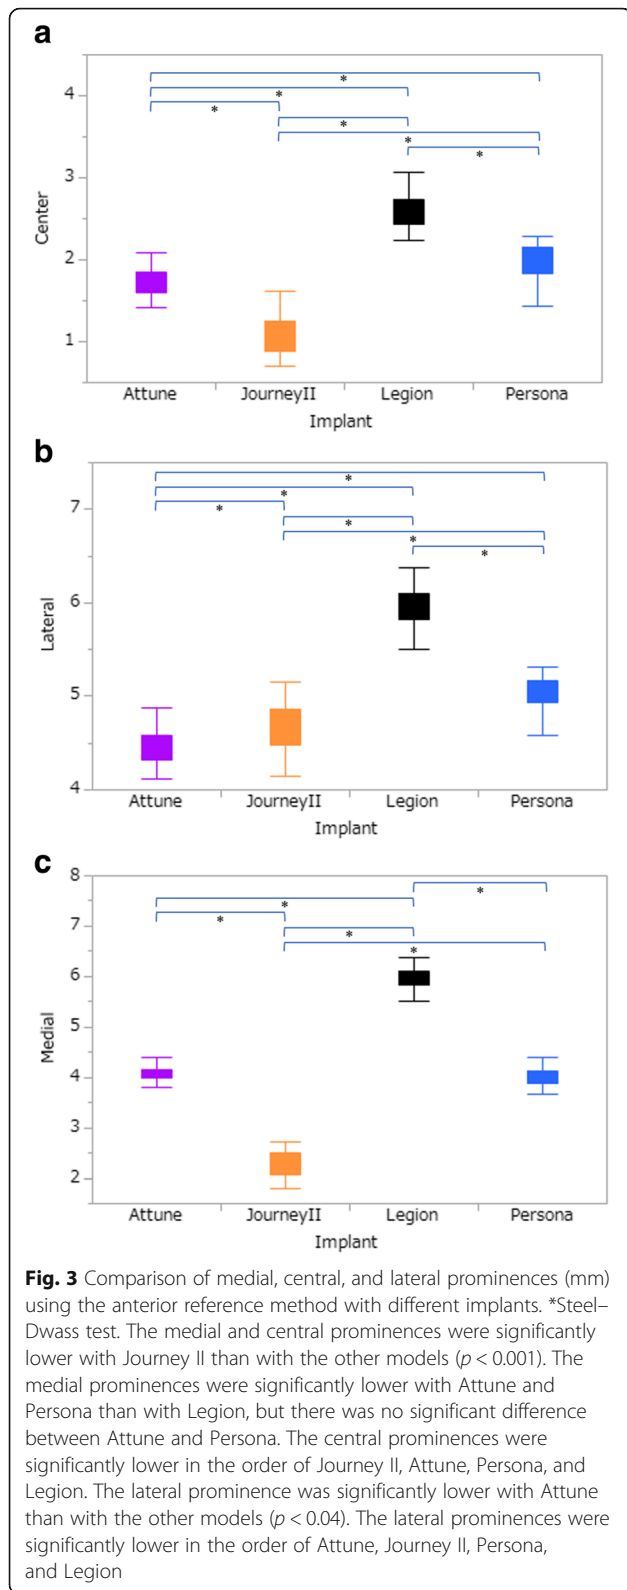 a
*
*
*
*
*
*
4
3
2
1
Center
Attune JourneyII Legion Persona
Implant
b
*
*
*
*
*
*
7
6
5
4
Lateral
Attune JourneyII Legion Persona
Implant
c
*
*
*
*
*
8
7
6
5
4
3
2
Medial
Attune JourneyII Legion Persona
Implant
Fig. 3 Comparison of medial, central, and lateral prominences (mm)
using the anterior reference method with different implants. *Steel–
Dwass test. The medial and central prominences were significantly
lower with Journey II than with the other models (p < 0.001). The
medial prominences were significantly lower with Attune and
Persona than with Legion, but there was no significant difference
between Attune and Persona. The central prominences were
significantly lower in the order of Journey II, Attune, Persona, and
Legion. The lateral prominence was significantly lower with Attune
than with the other models (p < 0.04). The lateral prominences were
significantly lower in the order of Attune, Journey II, Persona,
and Legion